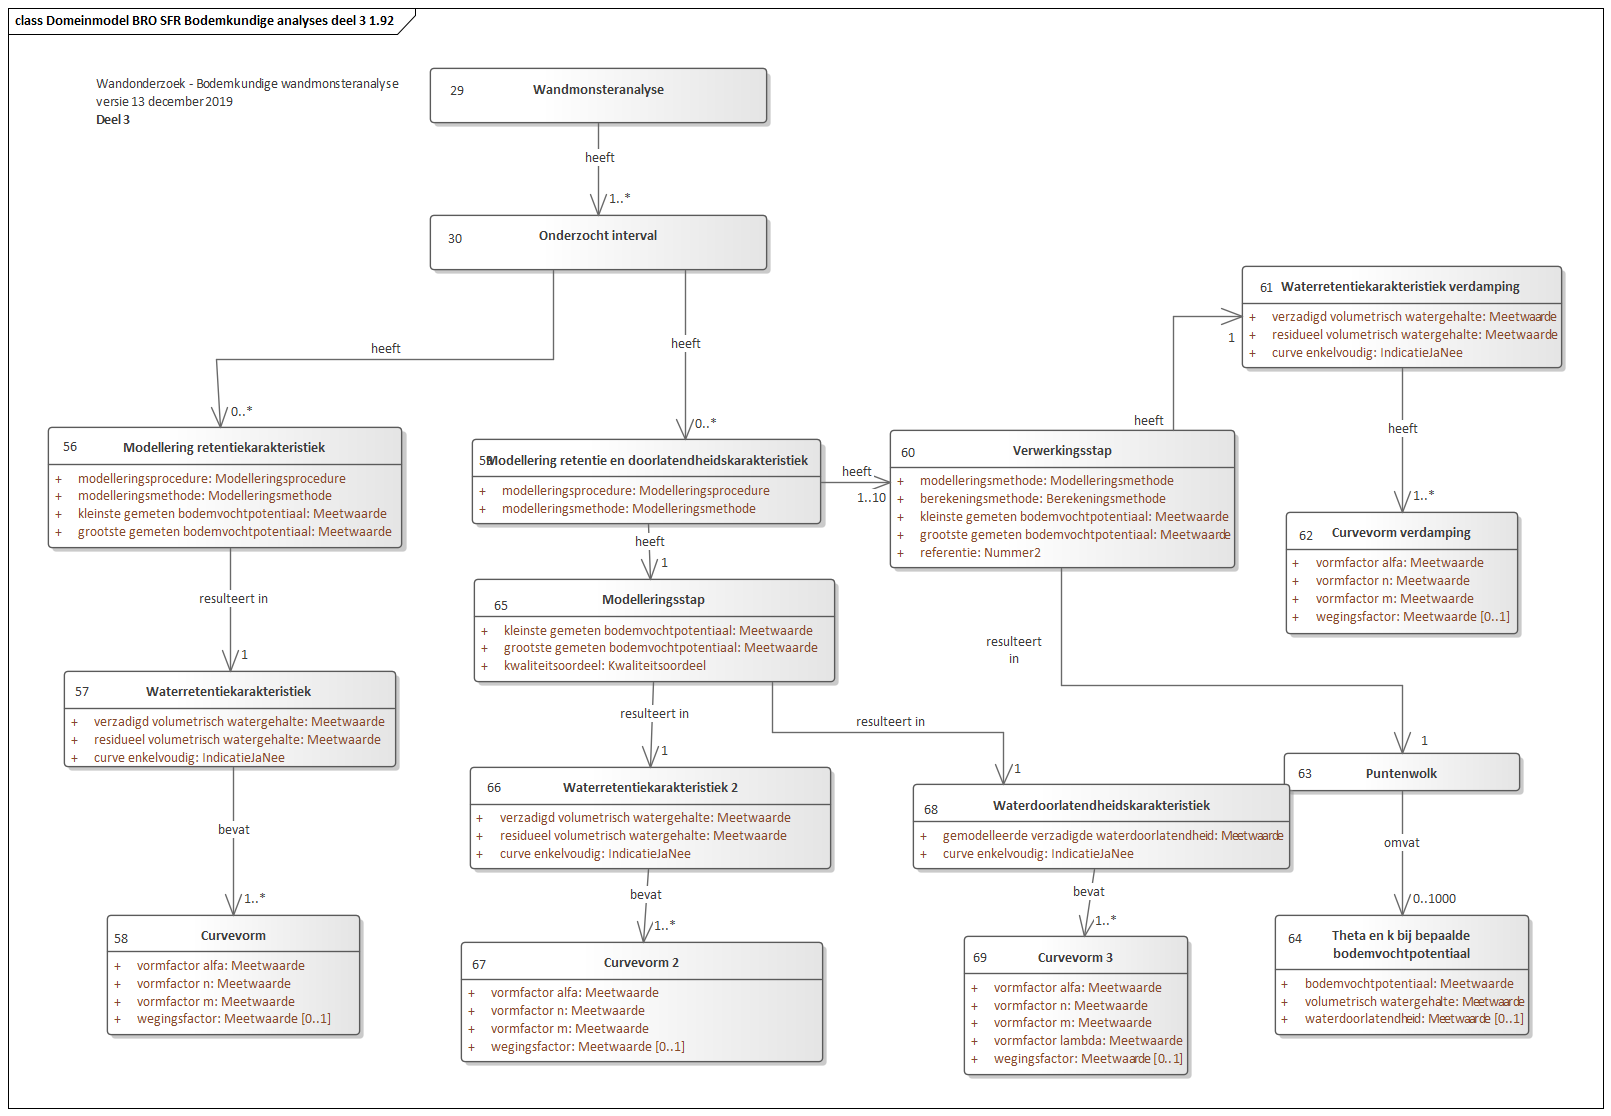 class Domeinmodel BRO SFR Bodemkundige analyses deel 3 1.92
Wandonderzoek - Bodemkundige wandmonsteranalyse
versie 13 december 2019
Deel 3
29 Wandmonsteranalyse
heeft
1..*
30 Onderzocht interval
heeft
0..*
heeft
0..*
56 Modellering retentiekarakteristiek
+ modelleringsprocedure: Modelleringsprocedure
+ modelleringsmethode: Modelleringsmethode
+ kleinste gemeten bodemvochtpotentiaal: Meetwaarde
+ grootste gemeten bodemvochtpotentiaal: Meetwaarde
resulteert in
1
57 Waterretentiekarakteristiek
+ verzadigd volumetrisch watergehalte: Meetwaarde
+ residueel volumetrisch watergehalte: Meetwaarde
+ curve enkelvoudig: IndicatieJaNee
bevat
1..*
58 Curvevorm
+ vormfactor alfa: Meetwaarde
+ vormfactor n: Meetwaarde
+ vormfactor m: Meetwaarde
+ wegingsfactor: Meetwaarde [0..1]
Modellering retentie en doorlatendheidskarakteristiek
+ modelleringsprocedure: Modelleringsprocedure
+ modelleringsmethode: Modelleringsmethode
heeft
1..10
heeft
1
65 Modelleringsstap
+ kleinste gemeten bodemvochtpotentiaal: Meetwaarde
+ grootste gemeten bodemvochtpotentiaal: Meetwaarde
+ kwaliteitsoordeel: Kwaliteitsoordeel
resulteert in
1
resulteert in
1
66 Waterretentiekarakteristiek 2
+ verzadigd volumetrisch watergehalte: Meetwaarde
+ residueel volumetrisch watergehalte: Meetwaarde
+ curve enkelvoudig: IndicatieJaNee
bevat
1..*
67 Curvevorm 2
+ vormfactor alfa: Meetwaarde
+ vormfactor n: Meetwaarde
+ vormfactor m: Meetwaarde
+ wegingsfactor: Meetwaarde [0..1]
68 Waterdoorlatendheidskarakteristiek
+ gemodelleerde verzadigde waterdoorlatendheid: Meetwaarde
+ curve enkelvoudig: IndicatieJaNee
bevat
1..*
69 Curvevorm 3
+ vormfactor alfa: Meetwaarde
+ vormfactor n: Meetwaarde
+ vormfactor m: Meetwaarde
+ vormfactor lambda: Meetwaarde
+ wegingsfactor: Meetwaarde [0..1]
60 Verwerkingsstap
+ modelleringsmethode: Modelleringsmethode
+ berekeningsmethode: Berekeningsmethode
+ kleinste gemeten bodemvochtpotentiaal: Meetwaarde
+ grootste gemeten bodemvochtpotentiaal: Meetwaarde
+ referentie: Nummer2
heeft
1
61 Waterretentiekarakteristiek verdamping
+ verzadigd volumetrisch watergehalte: Meetwaarde
+ residueel volumetrisch watergehalte: Meetwaarde
+ curve enkelvoudig: IndicatieJaNee
heeft
1..*
62 Curvevorm verdamping
+ vormfactor alfa: Meetwaarde
+ vormfactor n: Meetwaarde
+ vormfactor m: Meetwaarde
+ wegingsfactor: Meetwaarde [0..1]
resulteert
in
1
63 Puntenwolk
omvat
0..1000
64 Theta en k bij bepaalde
bodemvochtpotentiaal
+ bodemvochtpotentiaal: Meetwaarde
+ volumetrisch watergehalte: Meetwaarde
+ waterdoorlatendheid: Meetwaarde [0..1]